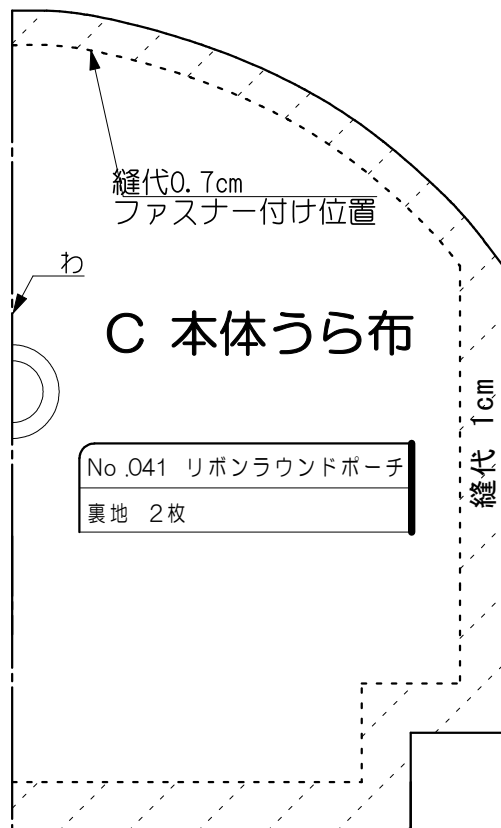 縫代0.7cm
ファスナー付け位置
わ
C 本体うら布
縫代 1cm
No.041 リボンラウンドポーチ
裏地 2枚